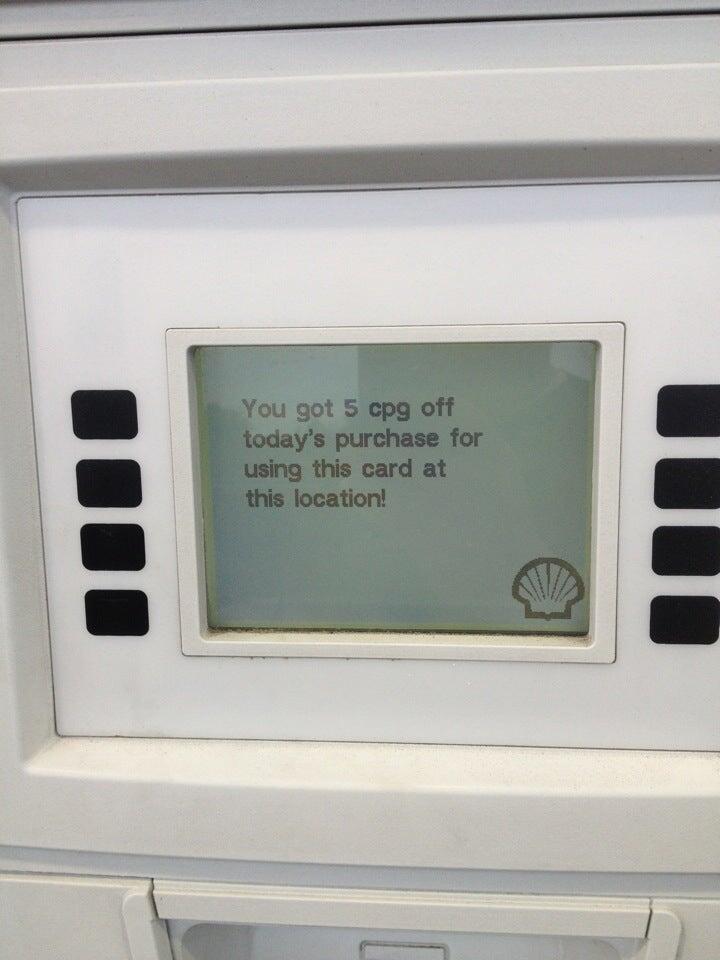 You got 5 cpg off
today's purchase for
using this card at
this location!